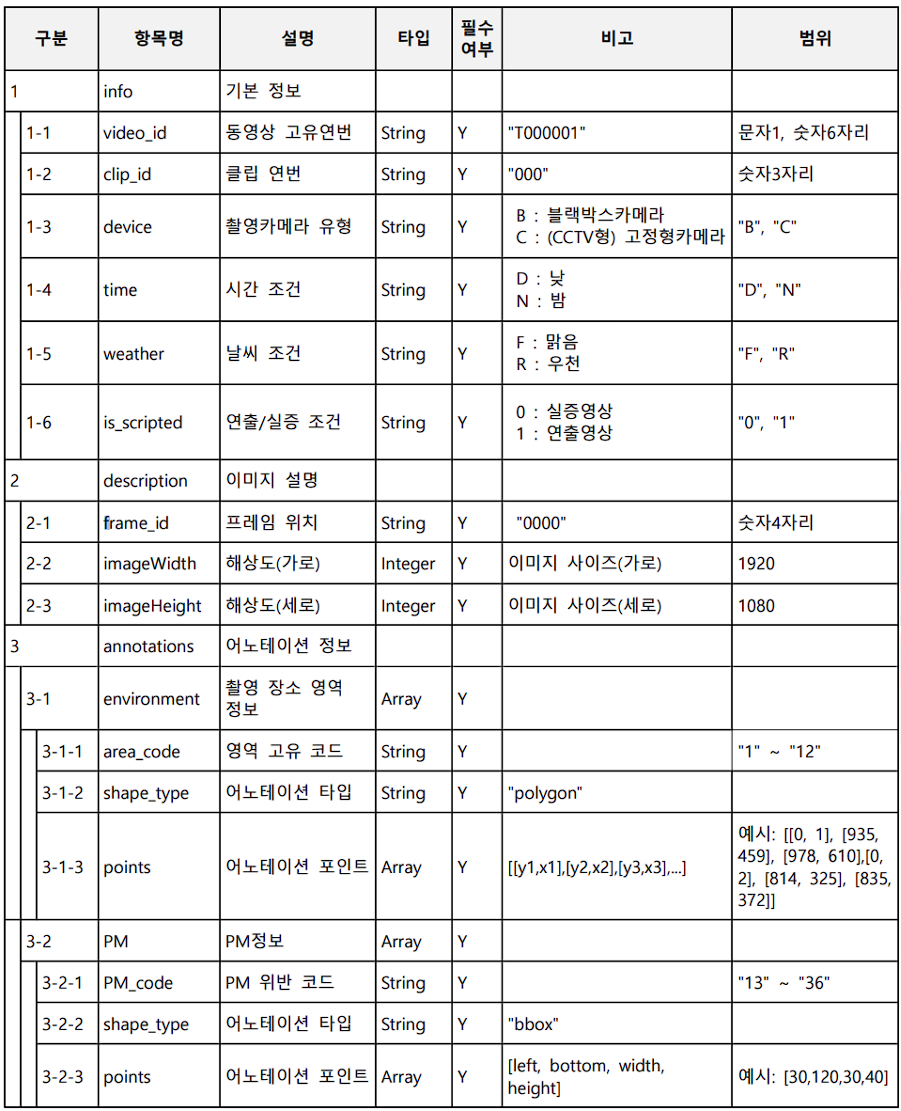 구분 항목명 설명 타입 필수 여부 비고 범위
1 info 기본 정보
1-1 video_id 동영상 고유연번 String Y "T000001" 문자1, 숫자6자리
1-2 clip_id 클립 연번 String Y "000" 숫자3자리
1-3 device 촬영카메라 유형 String Y B : 블랙박스카메라
C : (CCTV형) 고정형카메라 "B", "C"
1-4 time 시간 조건 String Y D : 낮
N : 밤 "D", "N"
1-5 weather 날씨 조건 String Y F : 맑음
R : 우천 "F", "R"
1-6 is_scripted 연출/실증 조건 String Y 0 : 실증영상
1 : 연출영상 "0", "1"
2 description 이미지 설명
2-1 frame_id 프레임 위치 String Y "0000" 숫자4자리
2-2 imageWidth 해상도(가로) Integer Y 이미지 사이즈(가로) 1920
2-3 imageHeight 해상도(세로) Integer Y 이미지 사이즈(세로) 1080
3 annotations 어노테이션 정보
3-1 environment 촬영 장소 영역
정보 Array Y
3-1-1 area_code 영역 고유 코드 String Y "1" ~ "12"
3-1-2 shape_type 어노테이션 타입 String Y "polygon"
3-1-3 points 어노테이션 포인트 Array Y [[y1,x1],[y2,x2],[y3,x3],...] 예시: [[0, 1], [935,
459], [978, 610],[0,
2], [814, 325], [835,
372]]
3-2 PM PM정보 Array Y
3-2-1 PM_code PM 위반 코드 String Y "13" ~ "36"
3-2-2 shape_type 어노테이션 타입 String Y "bbox"
3-2-3 points 어노테이션 포인트 Array Y [left, bottom, width,
height] 예시: [30,120,30,40]